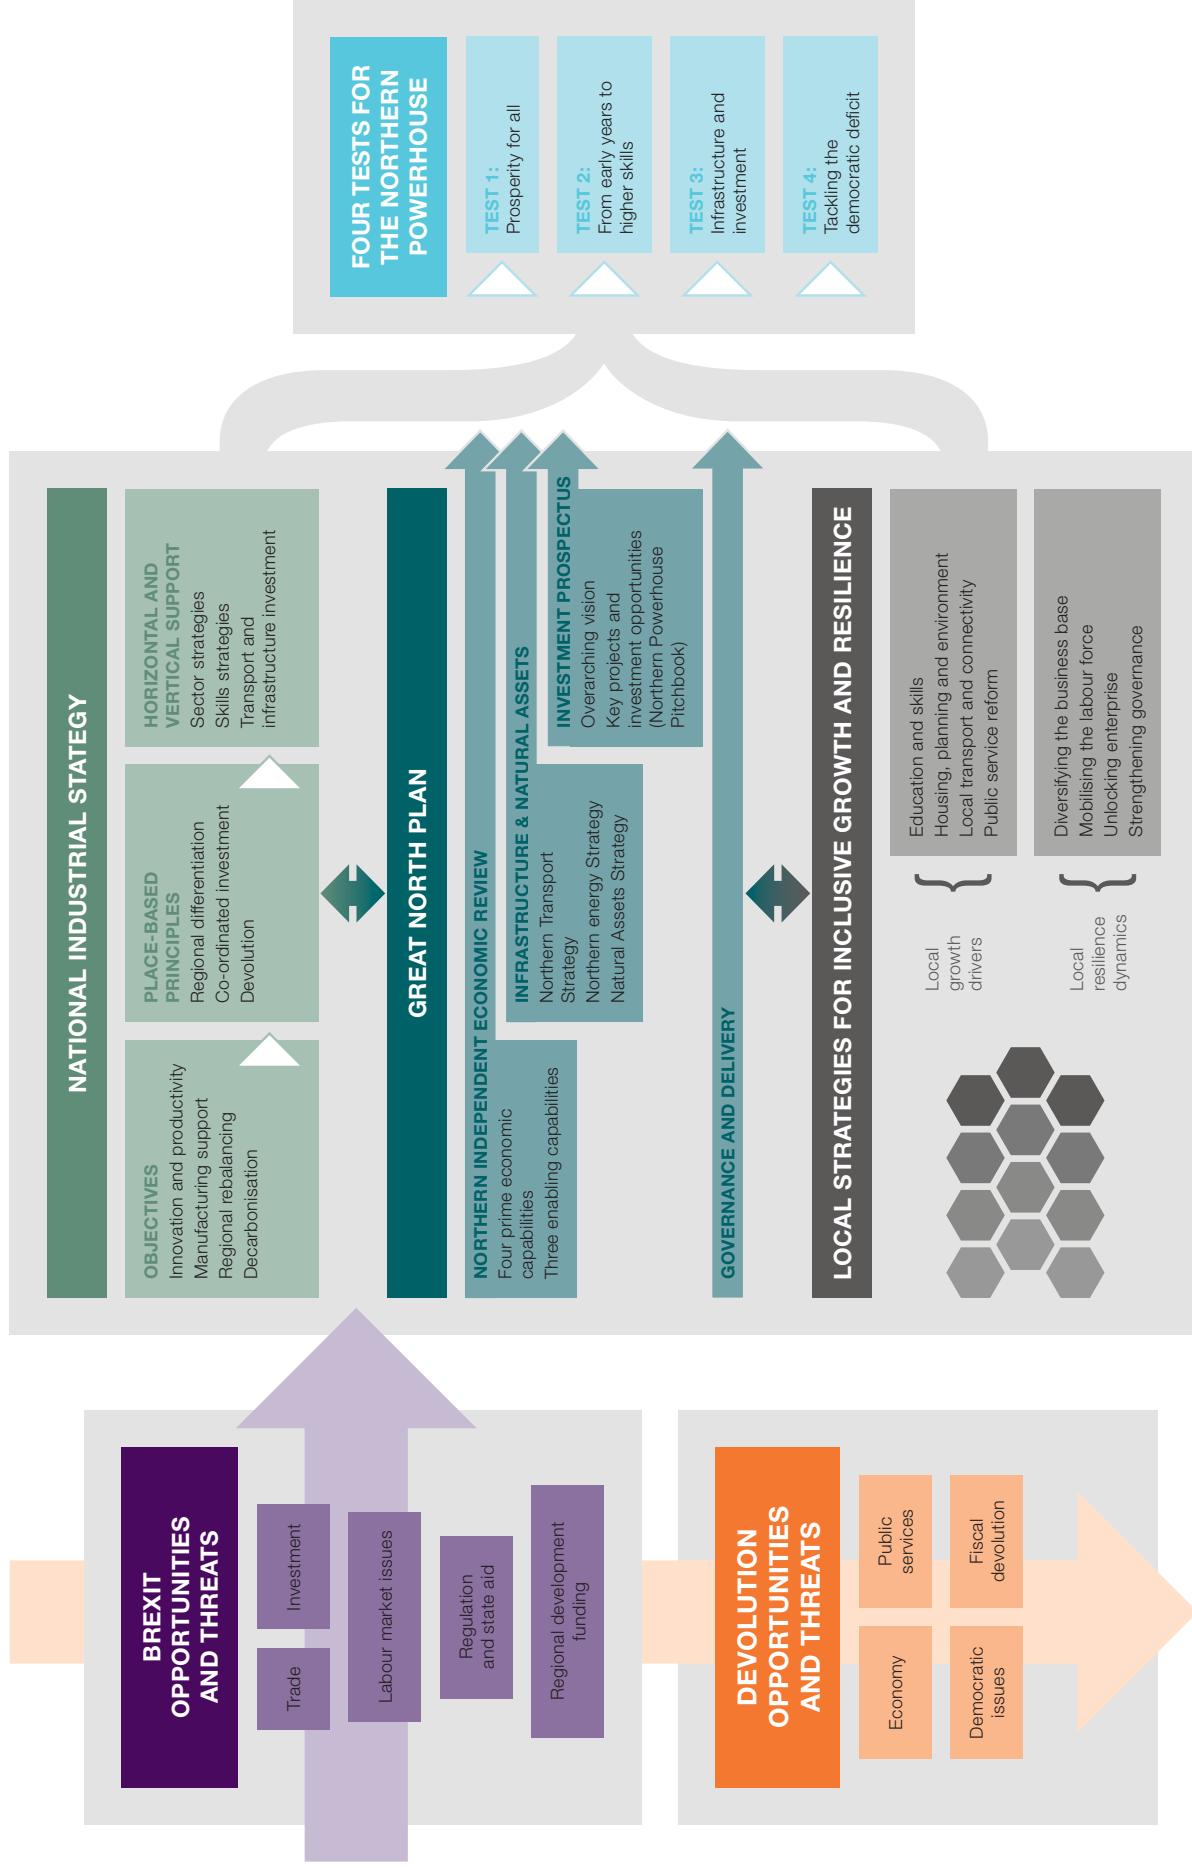 BREXIT
OPPORTUNITIES
AND THREATS
Trade
Investment
Labour market issues
Regulation
and state aid
Regional development
funding
DEVOLUTION
OPPORTUNITIES
AND THREATS
Economy
Public
services
Democratic
issues
Fiscal
devolution
NATIONAL INDUSTRIAL STATEGY
OBJECTIVES
Innovation and productivity
Manufacturing support
Regional rebalancing
Decarbonisation
PLACE-BASED
PRINCIPLES
Regional differentiation
Co-ordinated investment
Devolution
HORIZONTAL AND
VERTICAL SUPPORT
Sector strategies
Skills strategies
Transport and
infrastructure investment
GREAT NORTH PLAN
NORTHERN INDEPENDENT ECONOMIC REVIEW
Four prime economic
capabilities
Three enabling capabilities
INFRASTRUCTURE & NATURAL ASSETS
Northern Transport
Strategy
Northern energy Strategy
Natural Assets Strategy
INVESTMENT PROSPECTUS
Overarching vision
Key projects and
investment opportunities
(Northern Powerhouse
Pitchbook)
GOVERNANCE AND DELIVERY
LOCAL STRATEGIES FOR INCLUSIVE GROWTH AND RESILIENCE
Local
growth
drivers
Education and skills
Housing, planning and environment
Local transport and connectivity
Public service reform
Local
resilience
dynamics
Diversifying the business base
Mobilising the labour force
Unlocking enterprise
Strengthening governance
FOUR TESTS FOR
THE NORTHERN
POWERHOUSE
TEST 1:
Prosperity for all
TEST 2:
From early years to
higher skills
TEST 3:
Infrastructure and
investment
TEST 4:
Tackling the
democratic deficit